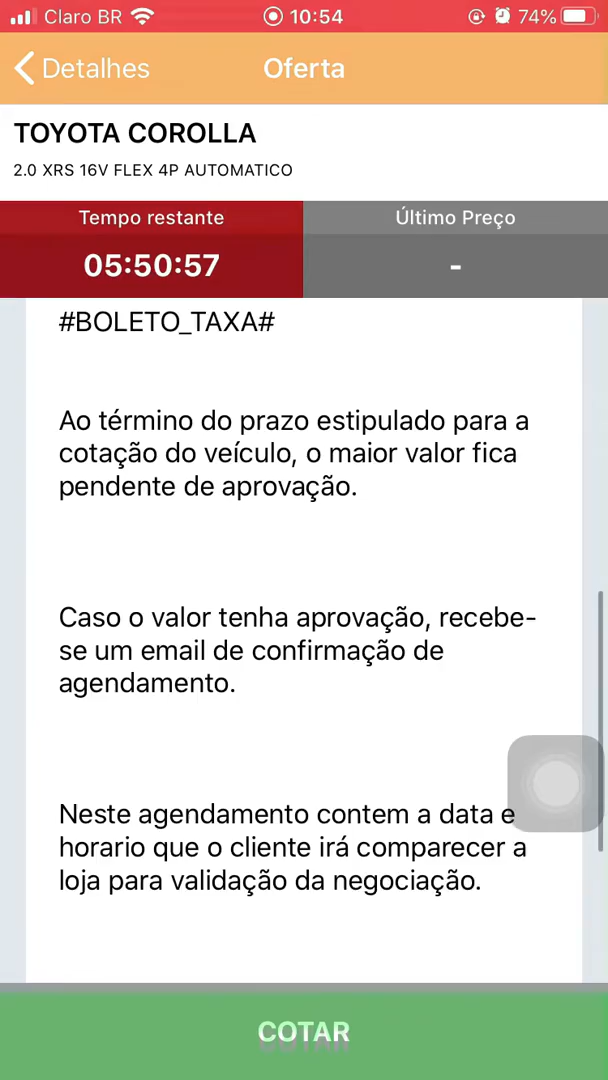 Claro BR 10:54 74%
Detalhes Oferta
TOYOTA COROLLA
2.0 XRS 16V FLEX 4P AUTOMATICO
Tempo restante Último Preço
05:50:57 -
#BOLETO_TAXA#
Ao término do prazo estipulado para a
cotação do veículo, o maior valor fica
pendente de aprovação.
Caso o valor tenha aprovação, recebe-
se um email de confirmação de
agendamento.
Neste agendamento contem a data e
horario que o cliente irá comparecer a
loja para validação da negociação.
COTAR